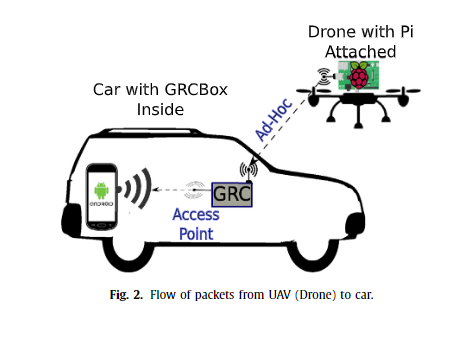 Drone with Pi
Attached
Car with GRCBox
Inside
Ad-Hoc
GRC
Access
Point
ANDROID
Fig. 2. Flow of packets from UAV (Drone) to car.